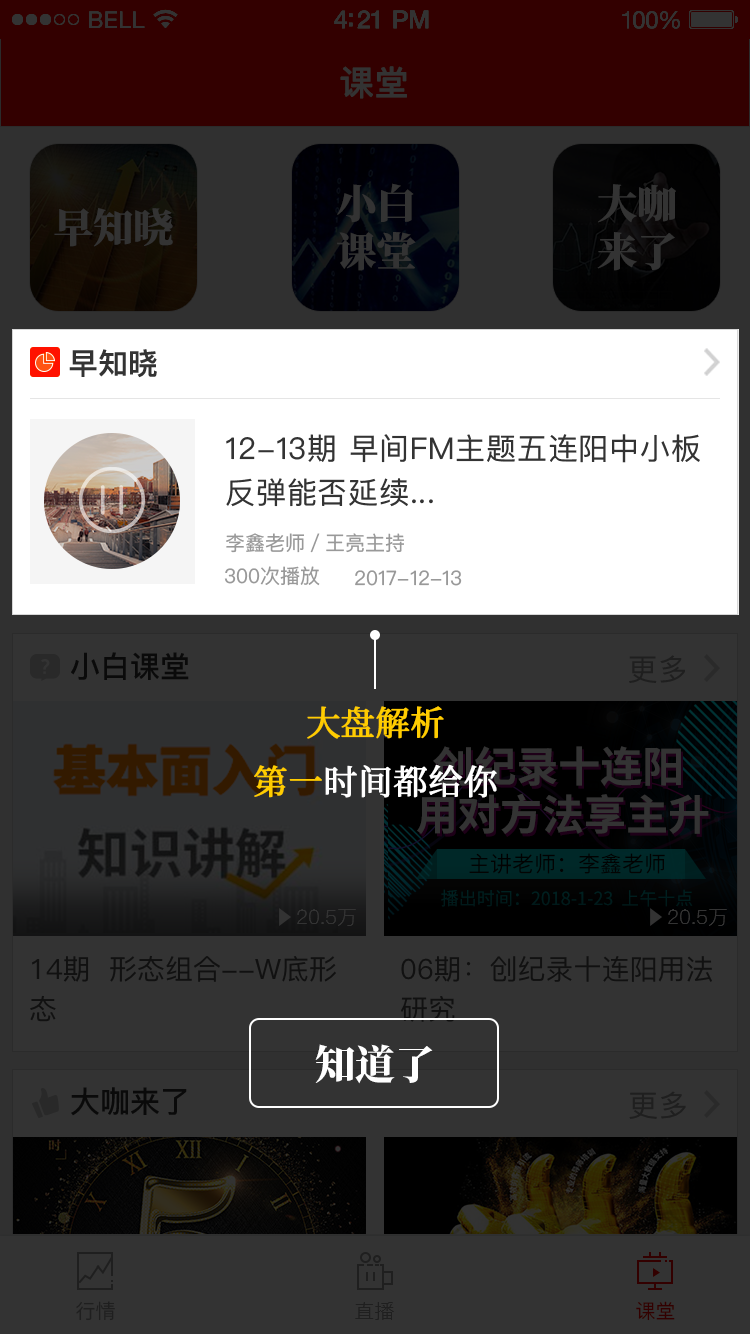 BELL
4:21 PM
100%
课堂
早知晓
小白
课堂
大咖
来了
早知晓
12-13期 早间FM主题五连阳中小板
反弹能否延续...
李鑫老师 / 王亮主持
300次播放 2017-12-13
小白课堂
更多
大盘解析
第一时间都给你
基本面入门
知识讲解
20.5万
创纪录十连阳
用对方法享主升
主讲老师：李鑫老师
播出时间：2018-1-23 上午十点
20.5万
14期 形态组合--W底形
态
06期：创纪录十连阳用法
研究
知道了
大咖来了
更多
时
X XI XII I II
行情
直播
课堂